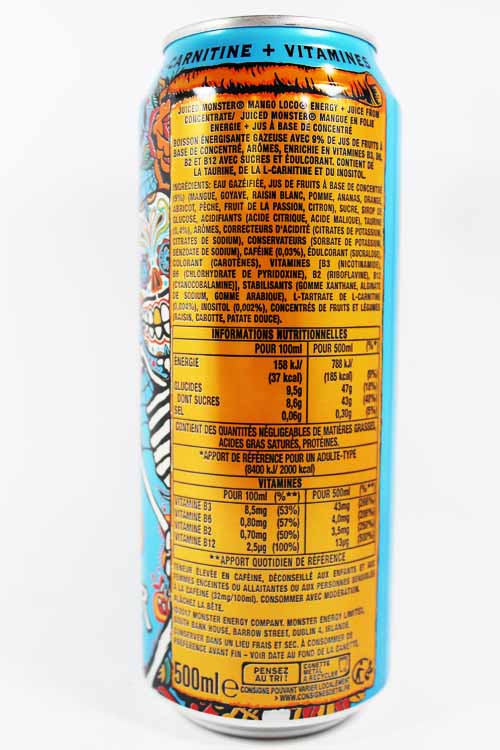 CARNITINE + VITAMINES
JUICED MONSTER® MANGO LOCO® ENERGY + JUICE FROM
CONCENTRATE/ JUICED MONSTER® MANGUE EN FOLIE
ENERGIE + JUS À BASE DE CONCENTRÉ
BOISSON ÉNERGISANTE GAZEUSE AVEC 9% DE JUS DE FRUITS À
BASE DE CONCENTRÉ, ARÔMES, ENRICHIE EN VITAMINES B3, B6,
B2 ET B12 AVEC SUCRES ET ÉDULCORANT. CONTIENT DE
LA TAURINE, DE LA L-CARNITINE ET DU INOSITOL.
INGRÉDIENTS: EAU GAZÉIFIÉE, JUS DE FRUITS À BASE DE CONCENTRÉ
(9%) (MANGUE, GOYAVE, RAISIN BLANC, POMME, ANANAS, ORANGE,
ABRICOT, PÊCHE, FRUIT DE LA PASSION, CITRON), SUCRE, SIROP DE
GLUCOSE, ACIDIFIANTS (ACIDE CITRIQUE, ACIDE MALIQUE), TAURINE
(0,4%), ARÔMES, CORRECTEURS D'ACIDITÉ (CITRATES DE POTASSIUM,
CITRATES DE SODIUM), CONSERVATEURS (SORBATE DE POTASSIUM,
BENZOATE DE SODIUM), CAFÉINE (0,03%), ÉDULCORANT (SUCRALOSE),
COLORANT (CAROTÈNES), VITAMINES [B3 (NICOTINAMIDE),
B6 (CHLORHYDRATE DE PYRIDOXINE), B2 (RIBOFLAVINE), B12
(CYANOCOBALAMINE)], STABILISANTS (GOMME XANTHANE, ALGINATE
DE SODIUM, GOMME ARABIQUE), L-TARTRATE DE L-CARNITINE
(0,004%), INOSITOL (0,002%), CONCENTRÉS DE FRUITS ET LÉGUMES
(RAISIN, CAROTTE, PATATE DOUCE).
INFORMATIONS NUTRITIONNELLES
POUR 100ml POUR 500ml (%*)
ÉNERGIE 158 kJ/ 788 kJ/
(37 kcal) (185 kcal) (9%)
GLUCIDES 9,5g 47g (18%)
DONT SUCRES 8,6g 43g (48%)
SEL 0,06g 0,30g (5%)
CONTIENT DES QUANTITÉS NÉGLIGEABLES DE MATIÈRES GRASSES,
ACIDES GRAS SATURÉS, PROTÉINES.
*APPORT DE RÉFÉRENCE POUR UN ADULTE-TYPE
(8400 kJ/ 2000 kcal)
VITAMINES
POUR 100ml (%**) POUR 500ml (%**)
VITAMINE B3 8,5mg (53%) 43mg
VITAMINE B6 0,80mg (57%) 4,0mg
VITAMINE B2 0,70mg (50%) 3,5mg
VITAMINE B12 2,5µg (100%) 13µg
**APPORT QUOTIDIEN DE RÉFÉRENCE
TENEUR ÉLEVÉE EN CAFÉINE, DÉCONSEILLÉ AUX ENFANTS ET AUX
FEMMES ENCEINTES OU ALLAITANTES OU AUX PERSONNES SENSIBLES
À LA CAFÉINE (32mg/100ml). CONSOMMER AVEC MODÉRATION.
LÂCHEZ LA BÊTE.
©2017 MONSTER ENERGY COMPANY. MONSTER ENERGY LIMITED,
SOUTH BANK HOUSE, BARROW STREET, DUBLIN 4, IRLANDE.
CONSERVER DANS UN LIEU FRAIS ET SEC. À CONSOMMER DE
PRÉFÉRENCE AVANT FIN - VOIR DATE AU FOND DE LA CANETTE.
500ml e PENSEZ AU TRI ! CANETTE MÉTAL À RECYCLER
CONSIGNE POUVANT VARIER LOCALEMENT
> WWW.CONSIGNESDETRI.FR